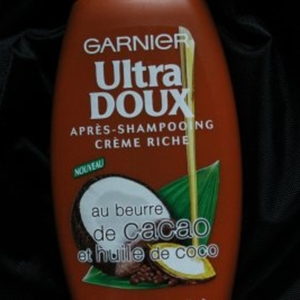 GARNIER
Ultra
DOUX
APRÈS-SHAMPOOING
CRÈME RICHE
NOUVEAU
au beurre
de cacao
et huile de coco